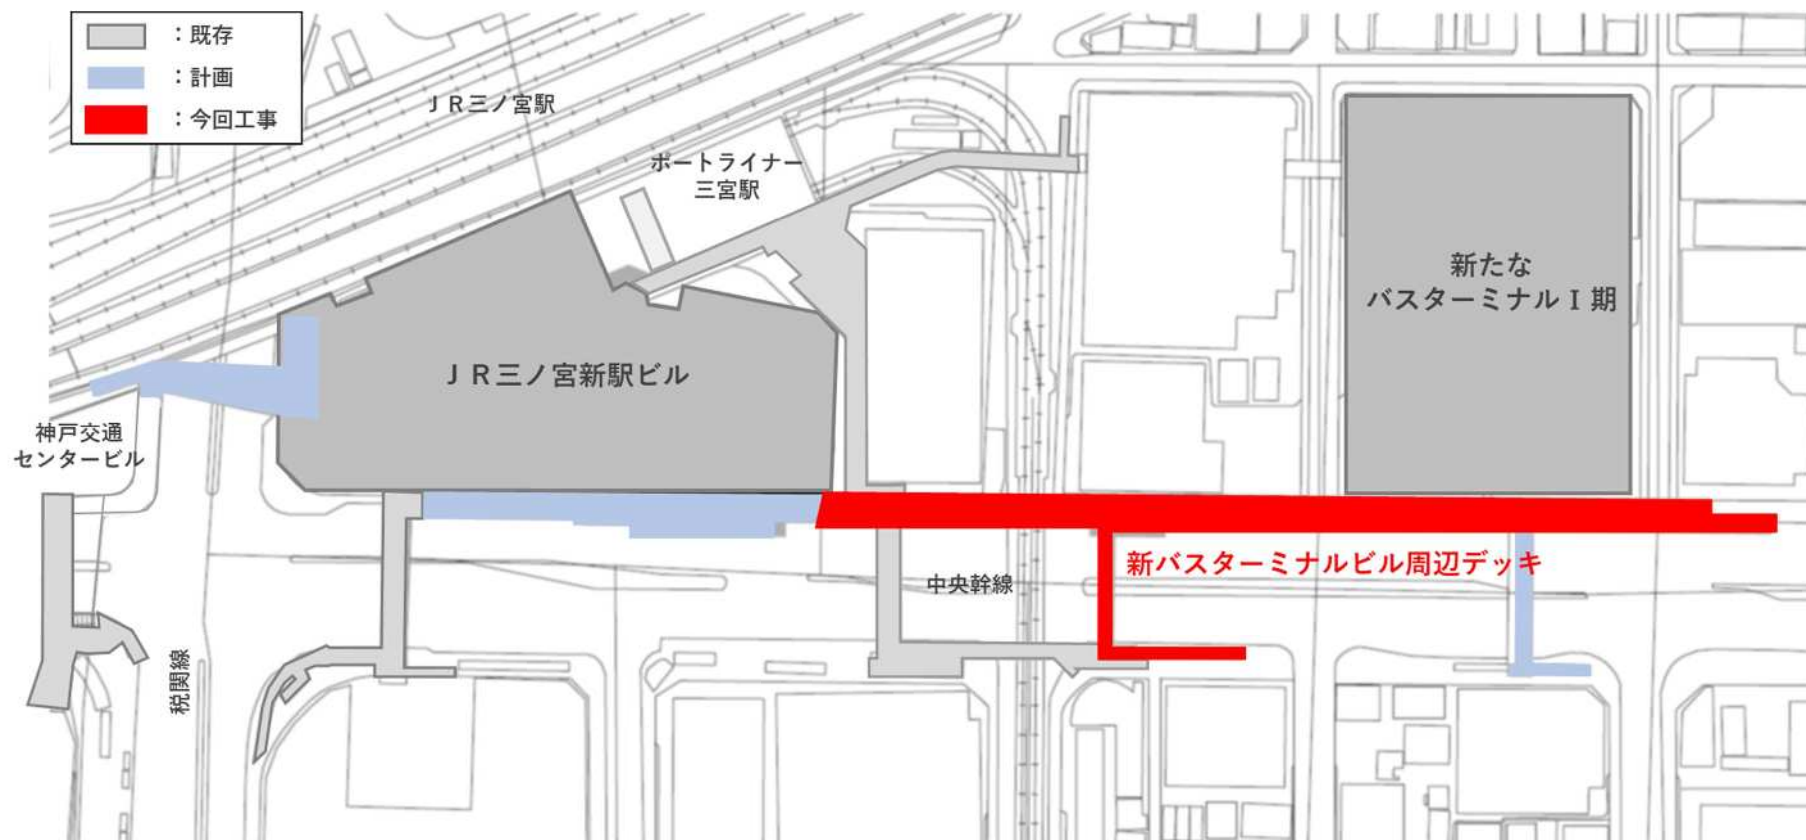 ：既存
：計画
：今回工事
ＪＲ三ノ宮駅
ポートライナー
三宮駅
新たな
バスターミナルⅠ期
ＪＲ三ノ宮新駅ビル
神戸交通
センタービル
新バスターミナルビル周辺デッキ
中央幹線
税関線